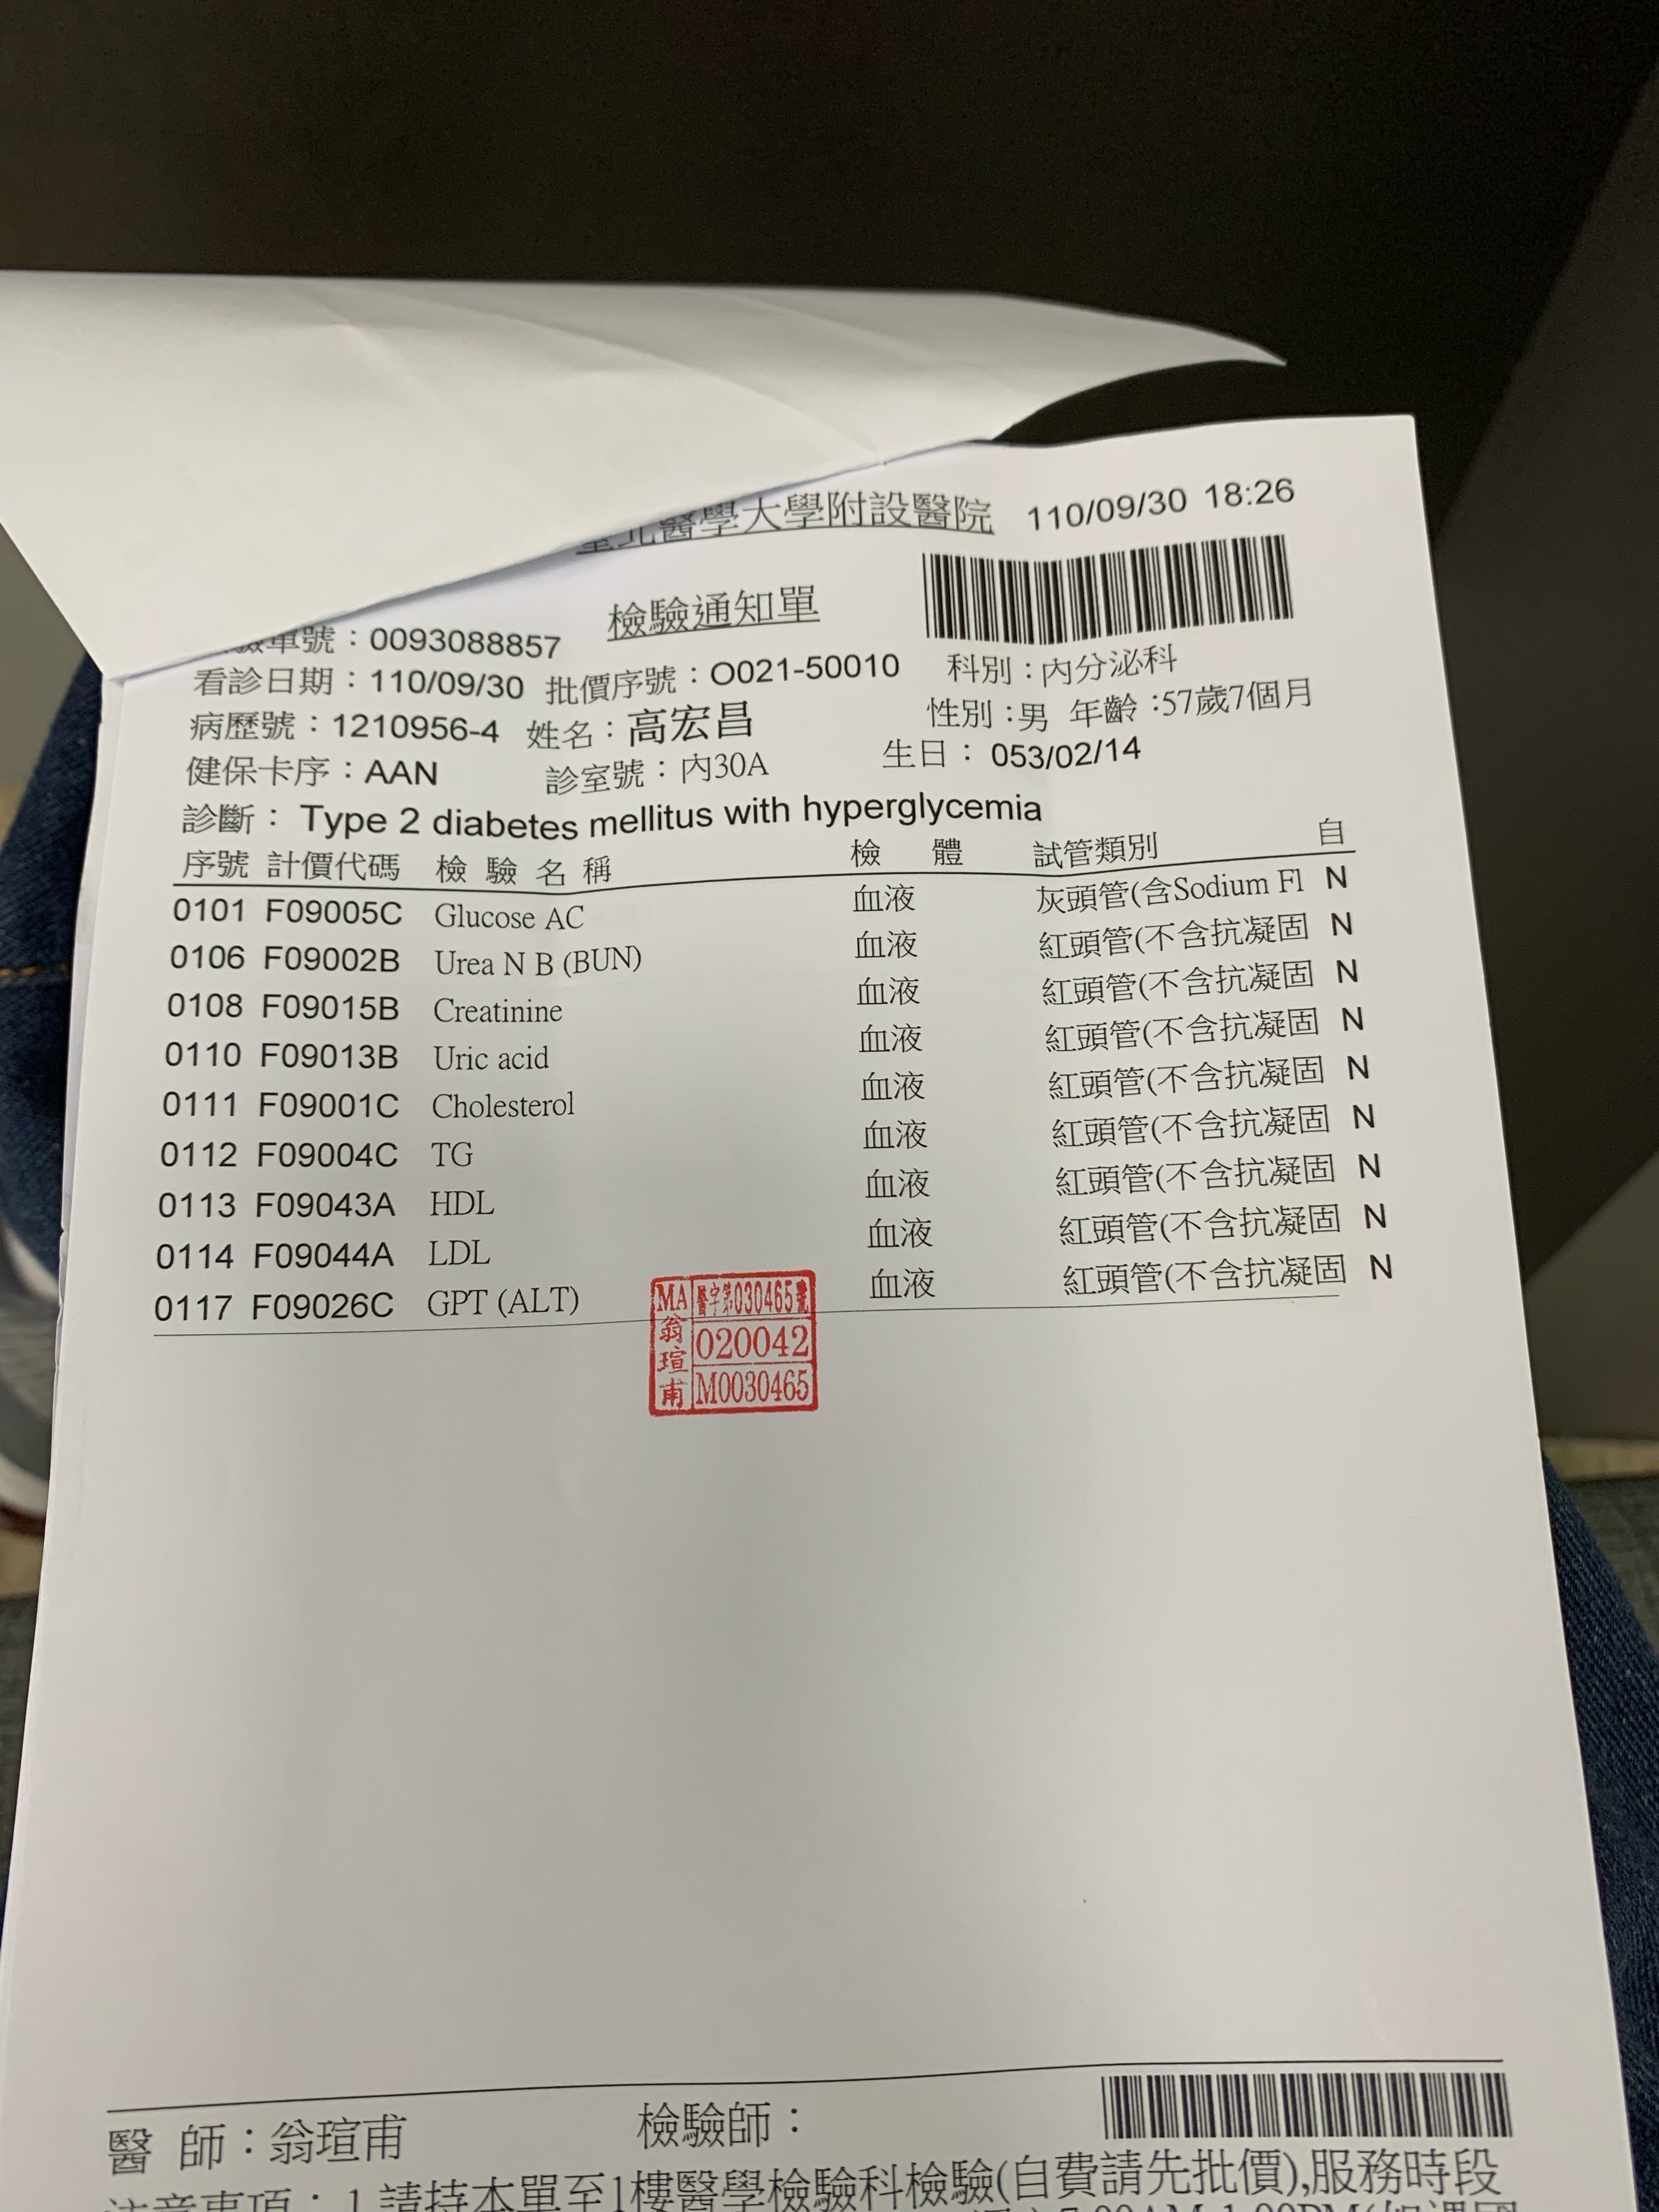 臺北醫學大學附設醫院 110/09/30 18:26
檢驗通知單
驗單號：0093088857
看診日期：110/09/30 批價序號：O021-50010 科別：內分泌科
病歷號：1210956-4 姓名：高宏昌 性別：男 年齡：57歲7個月
健保卡序：AAN 診室號：內30A 生日：053/02/14
診斷：Type 2 diabetes mellitus with hyperglycemia
序號 計價代碼 檢驗名稱 檢體 試管類別 自
0101 F09005C Glucose AC 血液 灰頭管(含Sodium Fl N
0106 F09002B Urea N B (BUN) 血液 紅頭管(不含抗凝固 N
0108 F09015B Creatinine 血液 紅頭管(不含抗凝固 N
0110 F09013B Uric acid 血液 紅頭管(不含抗凝固 N
0111 F09001C Cholesterol 血液 紅頭管(不含抗凝固 N
0112 F09004C TG 血液 紅頭管(不含抗凝固 N
0113 F09043A HDL 血液 紅頭管(不含抗凝固 N
0114 F09044A LDL 血液 紅頭管(不含抗凝固 N
0117 F09026C GPT (ALT) 血液 紅頭管(不含抗凝固 N
MA 翁瑄甫
醫字第030465號
020042
M0030465
醫師：翁瑄甫 檢驗師：
注意事項：1.請持本單至1樓醫學檢驗科檢驗(自費請先批價),服務時段